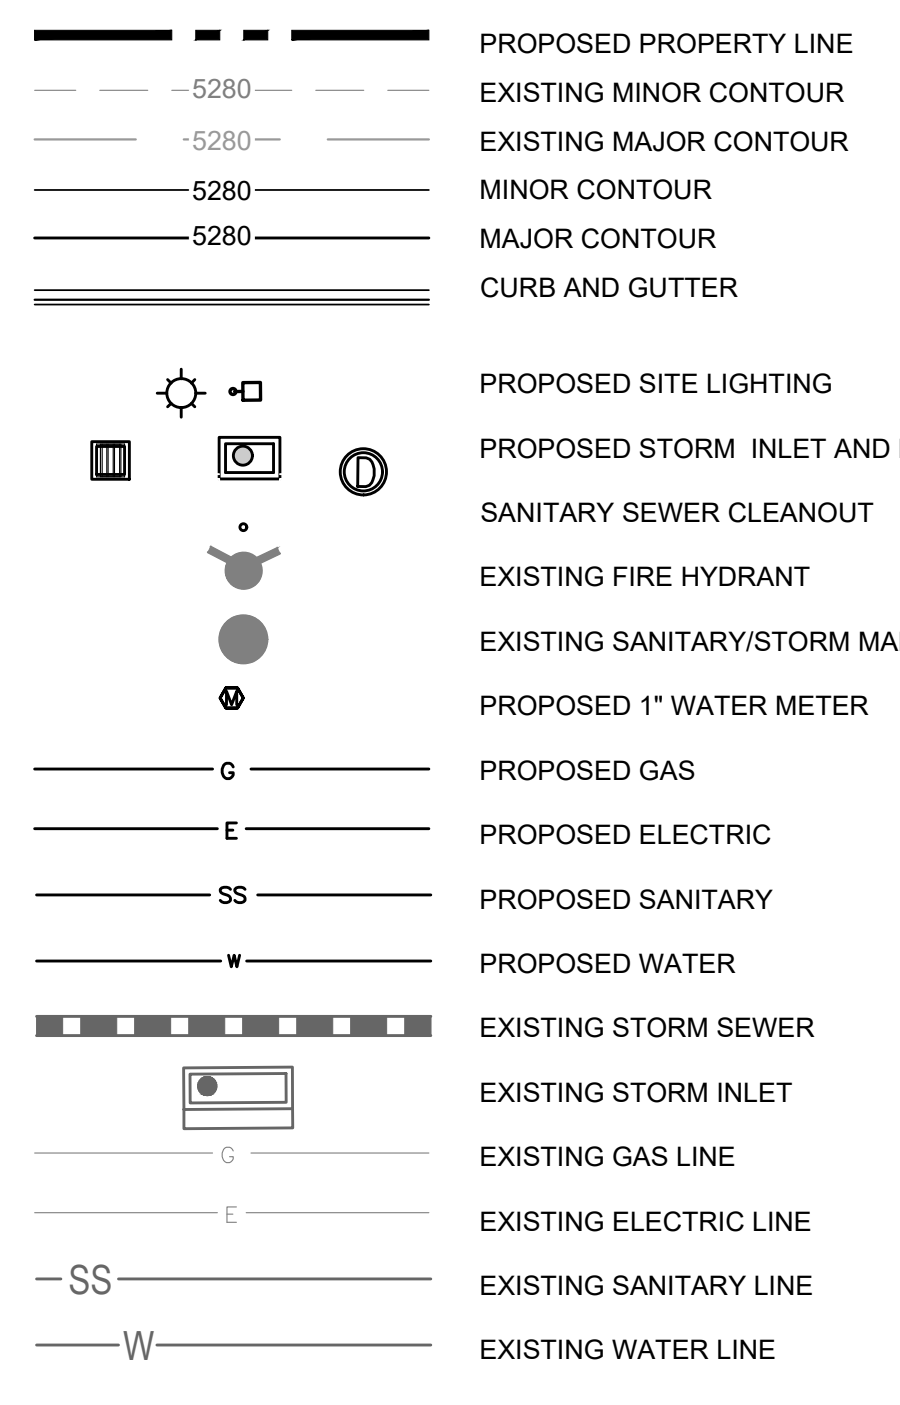 PROPOSED PROPERTY LINE
5280 EXISTING MINOR CONTOUR
5280 EXISTING MAJOR CONTOUR
5280 MINOR CONTOUR
5280 MAJOR CONTOUR
CURB AND GUTTER
PROPOSED SITE LIGHTING
D PROPOSED STORM INLET AND
SANITARY SEWER CLEANOUT
EXISTING FIRE HYDRANT
EXISTING SANITARY/STORM
M PROPOSED 1" WATER METER
G PROPOSED GAS
E PROPOSED ELECTRIC
SS PROPOSED SANITARY
W PROPOSED WATER
EXISTING STORM SEWER
EXISTING STORM INLET
G EXISTING GAS LINE
E EXISTING ELECTRIC LINE
SS EXISTING SANITARY LINE
W EXISTING WATER LINE